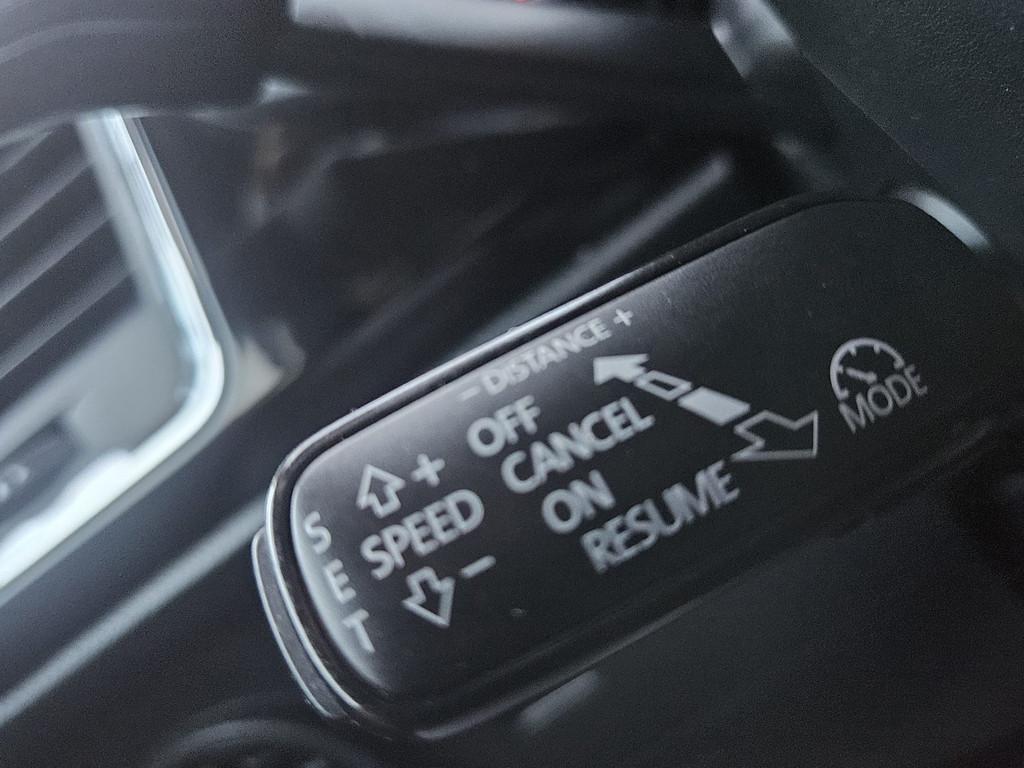 - DISTANCE +
OFF
CANCEL
ON
RESUME
+
SPEED
-
SET
MODE